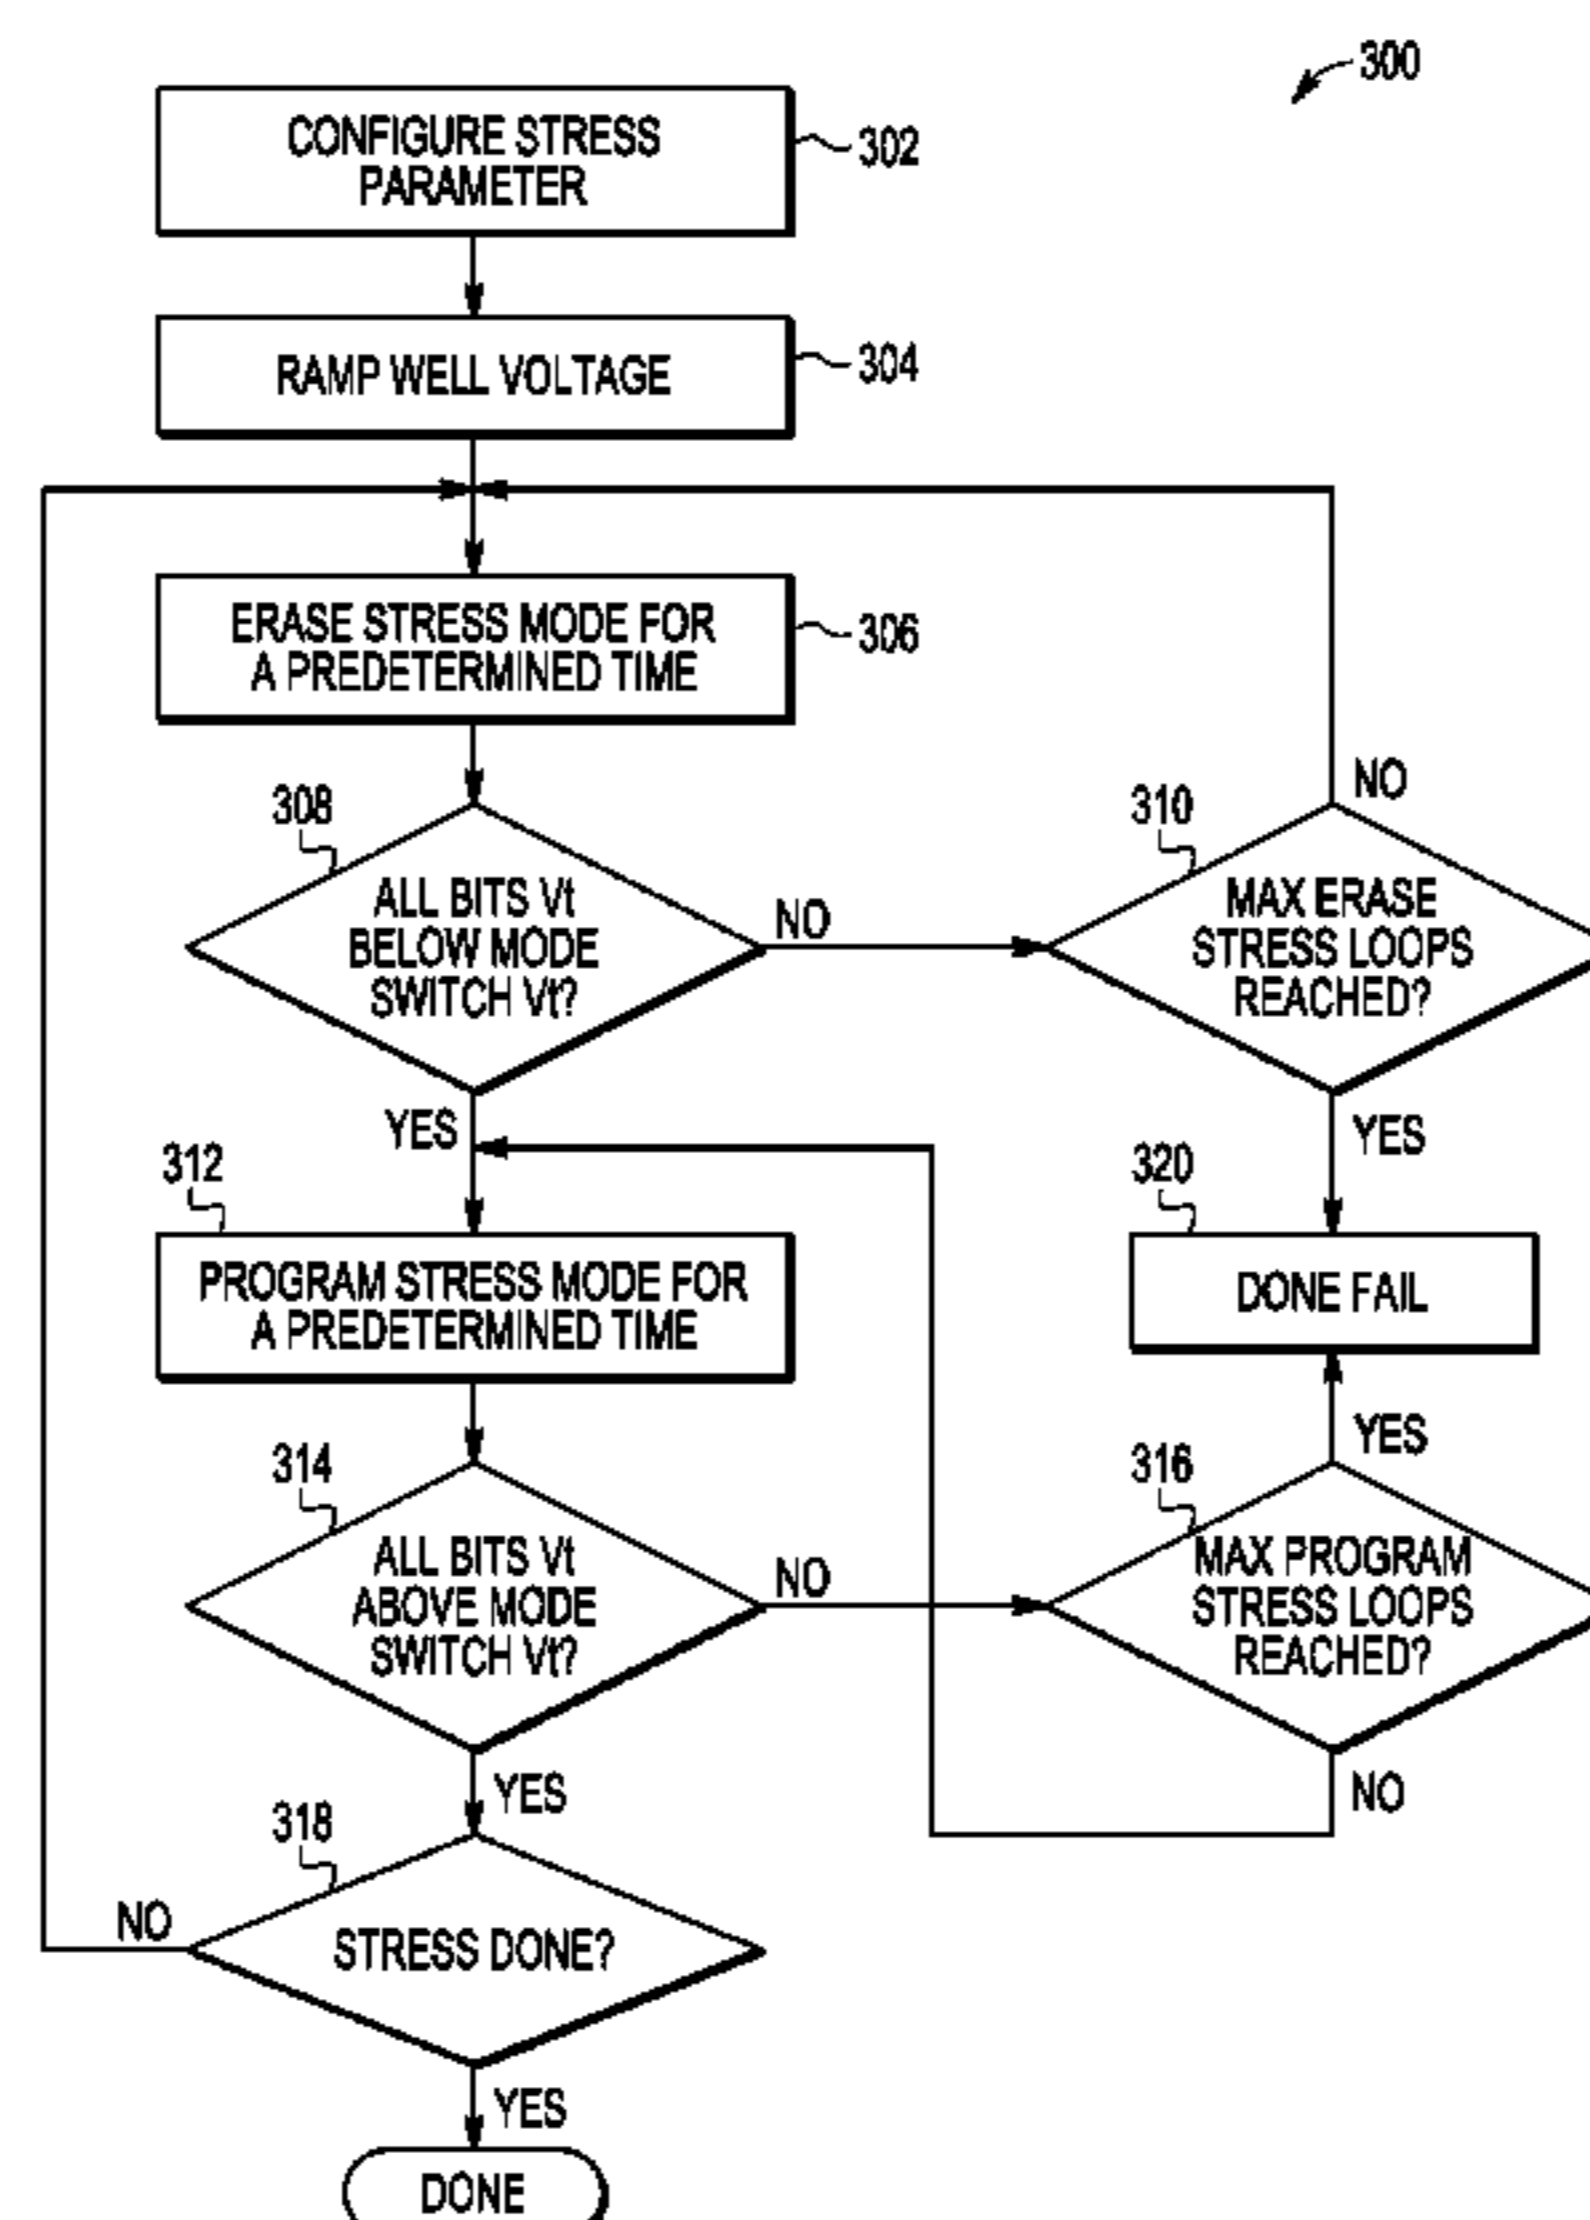 300
CONFIGURE STRESS
PARAMETER
302
RAMP WELL VOLTAGE
304
ERASE STRESS MODE FOR
A PREDETERMINED TIME
306
308
ALL BITS Vt
BELOW MODE
SWITCH Vt?
NO
YES
310
MAX ERASE
STRESS LOOPS
REACHED?
NO
YES
312
PROGRAM STRESS MODE FOR
A PREDETERMINED TIME
320
DONE FAIL
314
ALL BITS Vt
ABOVE MODE
SWITCH Vt?
NO
YES
316
MAX PROGRAM
STRESS LOOPS
REACHED?
YES
NO
318
STRESS DONE?
NO
YES
DONE